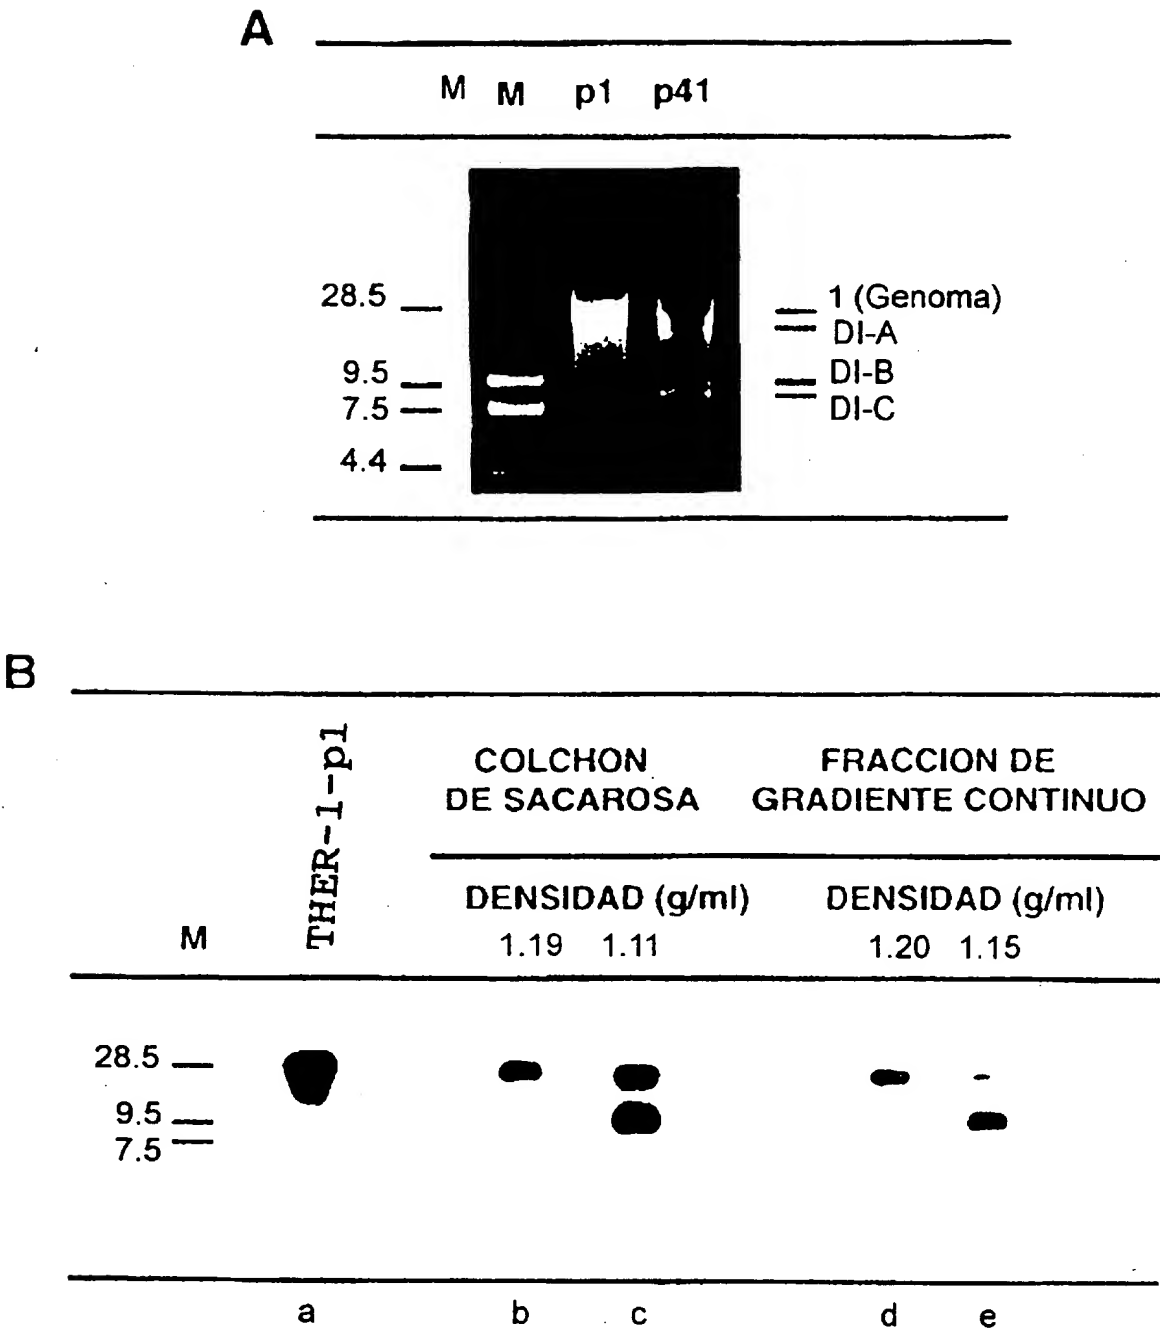 A
M M p1 p41
28.5
9.5
7.5
4.4
1 (Genoma)
DI-A
DI-B
DI-C
B
M
THER-1-p1
COLCHON
DE SACAROSA
FRACCION DE
GRADIENTE CONTINUO
DENSIDAD (g/ml)
DENSIDAD (g/ml)
1.19 1.11
1.20 1.15
28.5
9.5
7.5
a b c d e